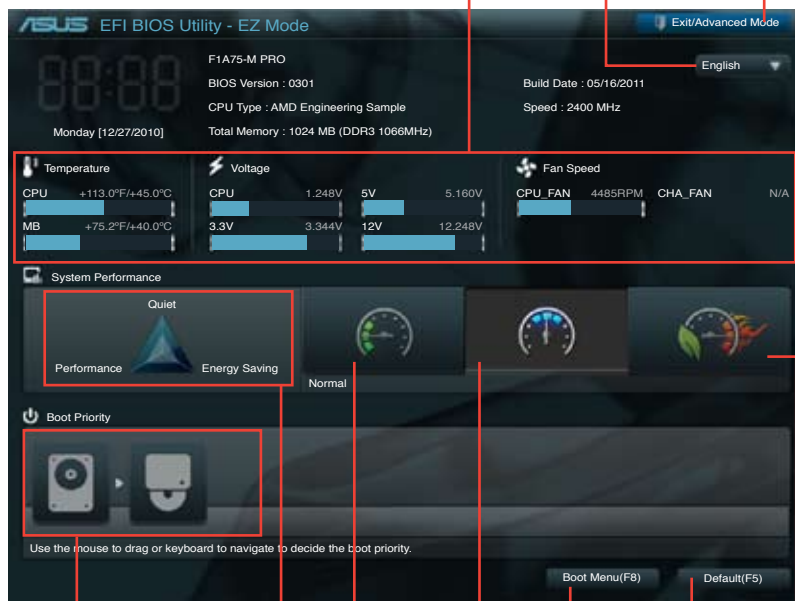 ASUS EFI BIOS Utility - EZ Mode
Exit/Advanced Mode
English
88:88
F1A75-M PRO
BIOS Version : 0301
Build Date : 05/16/2011
CPU Type : AMD Engineering Sample
Speed : 2400 MHz
Monday [12/27/2010]
Total Memory : 1024 MB (DDR3 1066MHz)
Temperature
Voltage
Fan Speed
CPU +113.0ºF/+45.0ºC
CPU 1.248V
5V 5.160V
CPU_FAN 4485RPM
CHA_FAN N/A
MB +75.2ºF/+40.0ºC
3.3V 3.344V
12V 12.248V
System Performance
Quiet
Performance
Energy Saving
Normal
Boot Priority
Use the mouse to drag or keyboard to navigate to decide the boot priority.
Boot Menu(F8)
Default(F5)